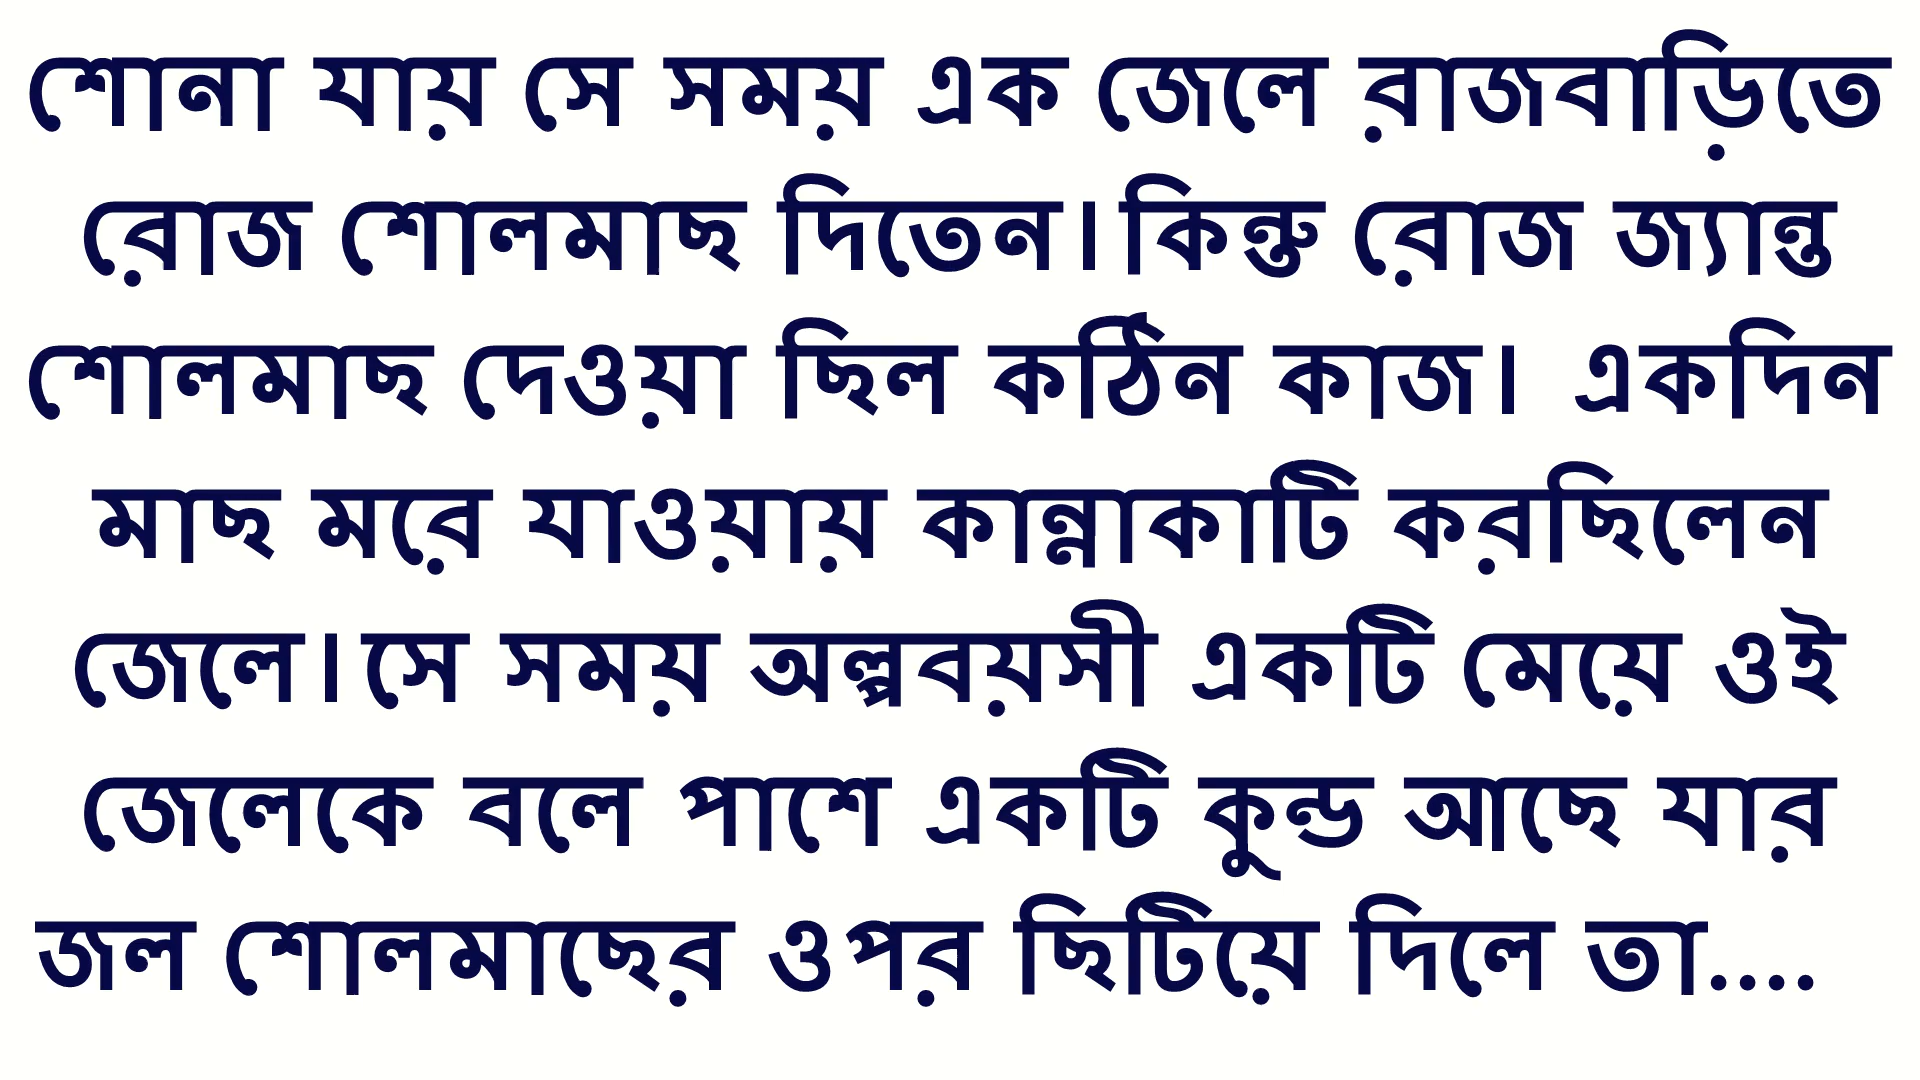 শোনা যায় সে সময় এক জেলে রাজবাড়িতে
রোজ শোলমাছ দিতেন।কিন্তু রোজ জ্যান্ত
শোলমাছ দেওয়া ছিল কঠিন কাজ। একদিন
মাছ মরে যাওয়ায় কান্নাকাটি করছিলেন
জেলে।সে সময় অল্পবয়সী একটি মেয়ে ওই
জেলেকে বলে পাশে একটি কুন্ড আছে যার
জল শোলমাছের ওপর ছিটিয়ে দিলে তা....